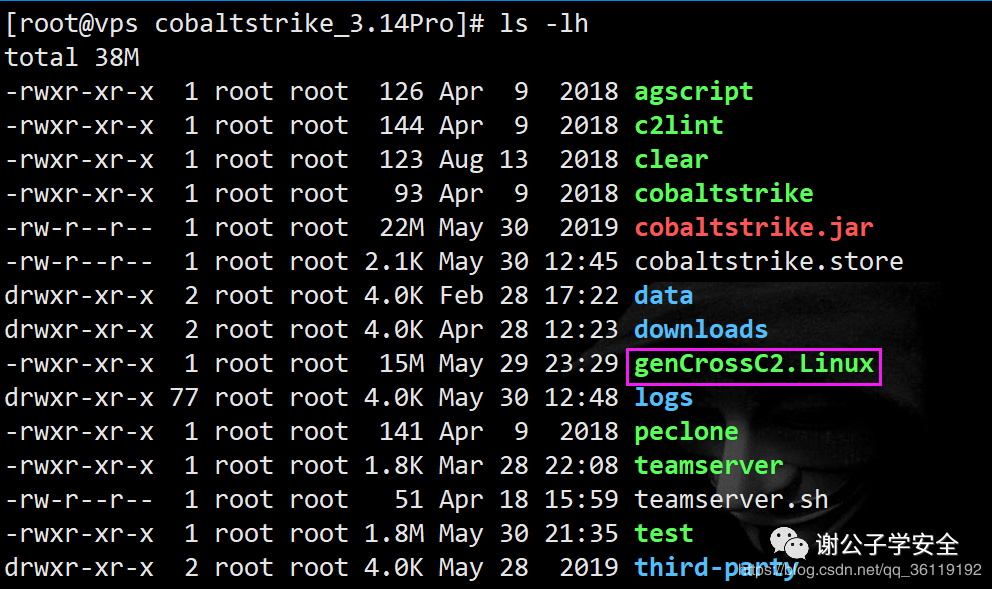 [root@vps cobaltstrike_3.14Pro]# ls -lh
total 38M
-rwxr-xr-x  1 root root  126 Apr  9  2018 agscript
-rwxr-xr-x  1 root root  144 Apr  9  2018 c2lint
-rwxr-xr-x  1 root root  123 Aug 13  2018 clear
-rwxr-xr-x  1 root root   93 Apr  9  2018 cobaltstrike
-rw-r--r--  1 root root  22M May 30  2019 cobaltstrike.jar
-rw-r--r--  1 root root 2.1K May 30 12:45 cobaltstrike.store
drwxr-xr-x  2 root root 4.0K Feb 28 17:22 data
drwxr-xr-x  2 root root 4.0K Apr 28 12:23 downloads
-rwxr-xr-x  1 root root  15M May 29 23:29 genCrossC2.Linux
drwxr-xr-x 77 root root 4.0K May 30 12:48 logs
-rwxr-xr-x  1 root root  141 Apr  9  2018 peclone
-rwxr-xr-x  1 root root 1.8K Mar 28 22:08 teamserver
-rw-r--r--  1 root root   51 Apr 18 15:59 teamserver.sh
-rwxr-xr-x  1 root root 1.8M May 30 21:35 test
谢公子学安全
drwxr-xr-x  2 root root 4.0K May 28  2019 third-party
https://blog.csdn.net/qq_36119192